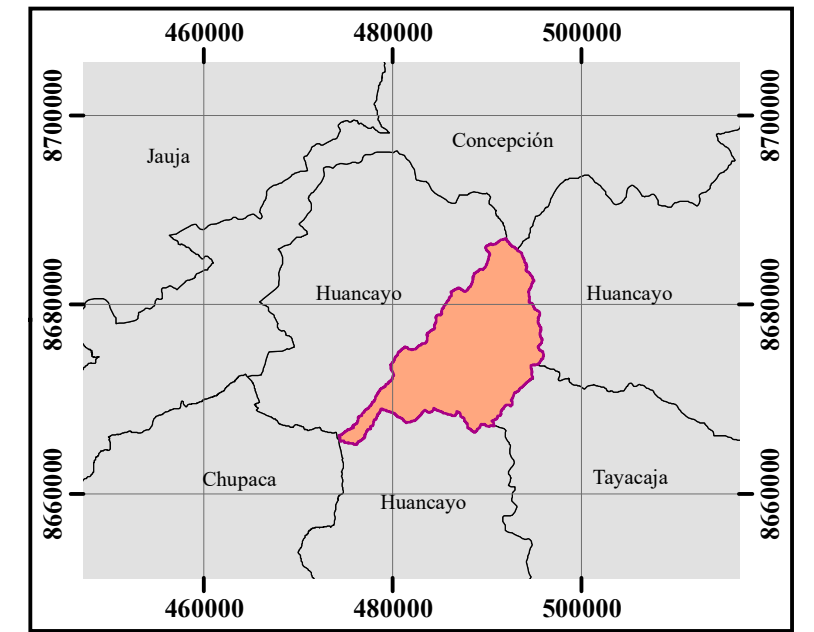 460000 480000 500000
8700000 8700000
Concepción
Jauja
Huancayo Huancayo
8680000 8680000
Chupaca Tayacaja
Huancayo
8660000 8660000
460000 480000 500000